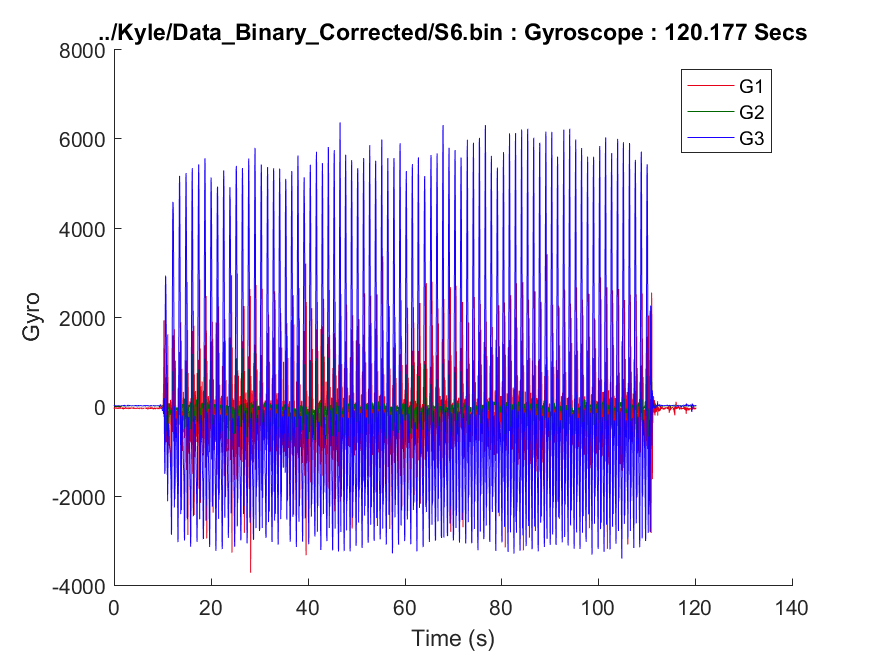 ../Kyle/Data_Binary_Corrected/S6.bin : Gyroscope : 120.177 Secs
8000
6000
4000
2000
0
-2000
-4000
Gyro
G1
G2
G3
0 20 40 60 80 100 120 140
Time (s)